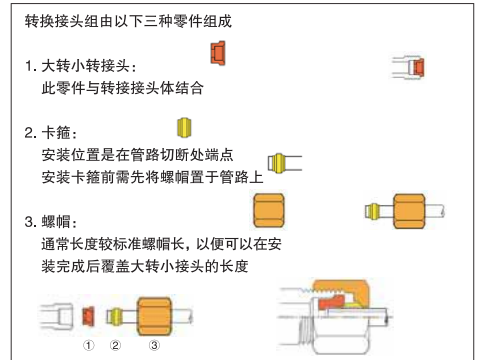 转换接头组由以下三种零件组成
1. 大转小转接头：
此零件与转接接头体结合
2. 卡箍：
安装位置是在管路切断处端点
安装卡箍前需先将螺帽置于管路上
3. 螺帽：
通常长度较标准螺帽长，以便可以在安
装完成后覆盖大转小接头的长度
① ② ③